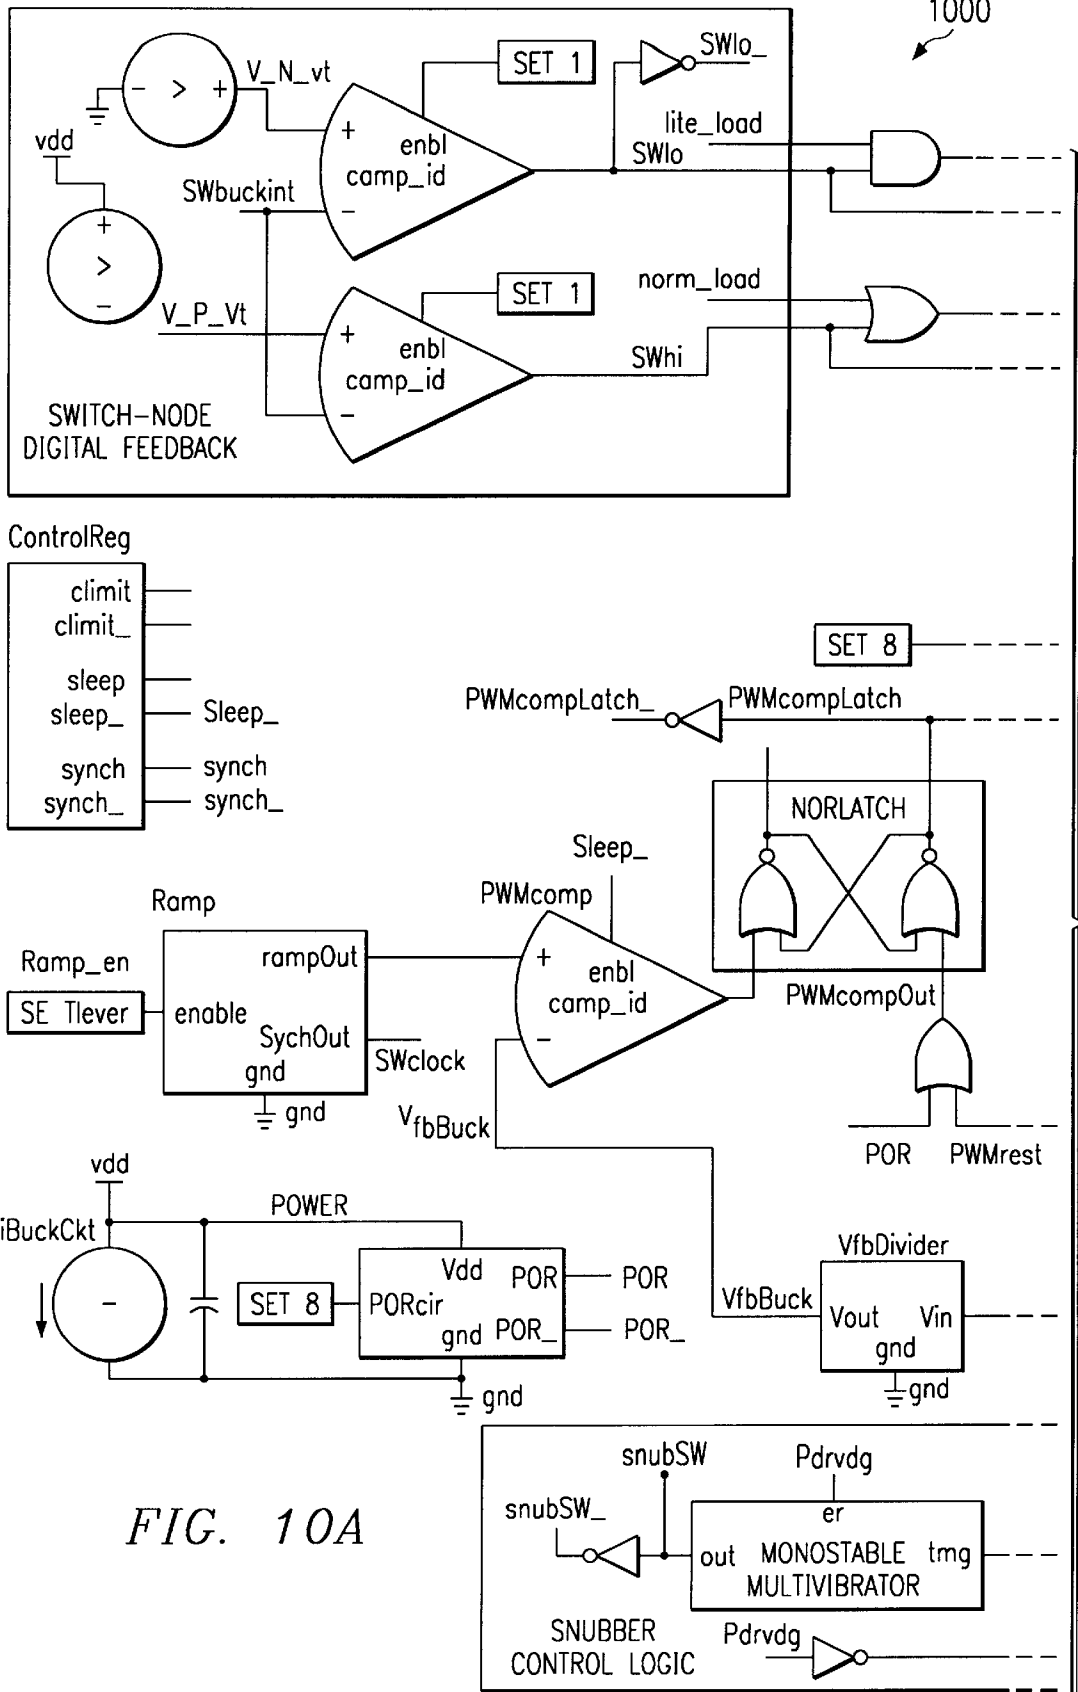 1000
V_N_vt
SET 1
SWlo_
- > +
+
enbl
camp_id
-
lite_load
SWlo
vdd
SWbuckint
+
>
-
V_P_Vt
SET 1
norm_load
+
enbl
camp_id
-
SWhi
SWITCH-NODE
DIGITAL FEEDBACK
ControlReg
climit
climit_
sleep
sleep_ Sleep_
synch synch
synch_ synch_
SET 8
PWMcompLatch_
PWMcompLatch
NORLATCH
Sleep_
PWMcomp
Ramp
Ramp_en
SE Tlever
rampOut
enable
SychOut
gnd
gnd
SWclock
+
enbl
camp_id
-
PWMcompOut
VfbBuck
POR
PWMrest
vdd
iBuckCkt
-
POWER
SET 8
Vdd
PORcir
gnd
POR POR
POR_ POR_
gnd
VfbDivider
VfbBuck
Vout Vin
gnd
gnd
snubSW
Pdrvdg
snubSW_
er
out MONOSTABLE tmg
MULTIVIBRATOR
SNUBBER
CONTROL LOGIC
Pdrvdg
FIG. 10A